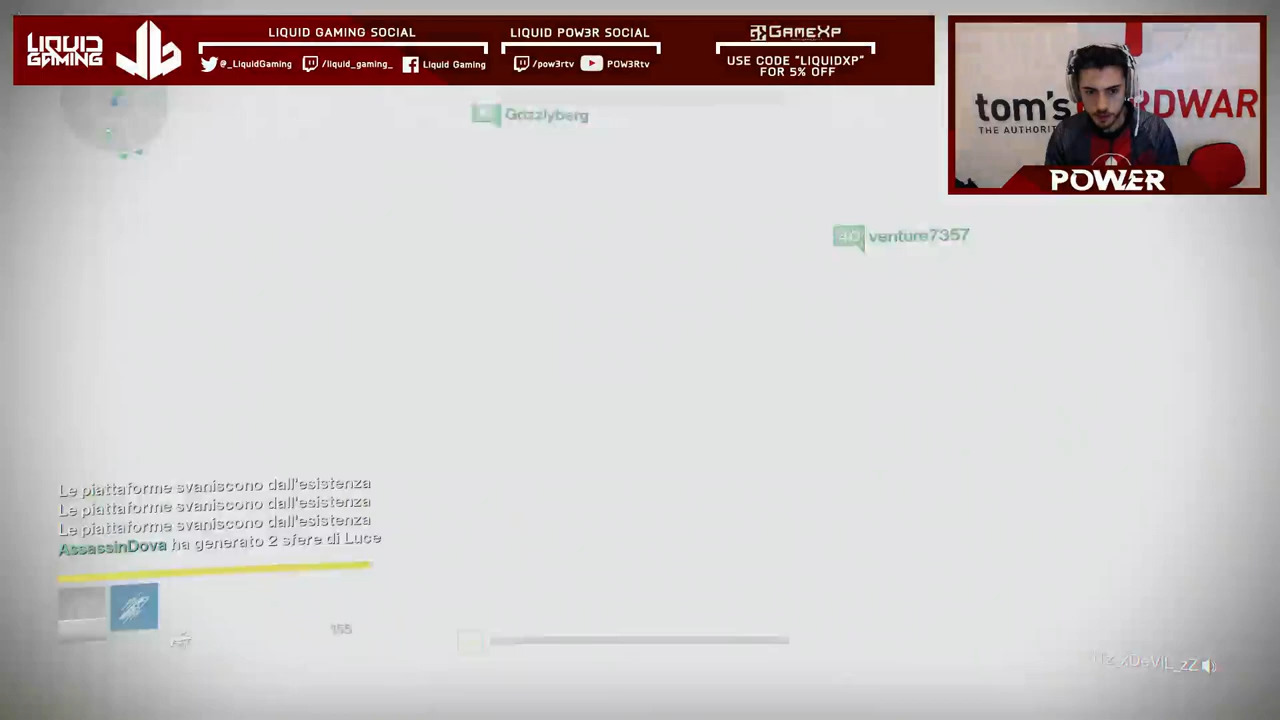 LIQUID GAMING SOCIAL
LIQUID POW3R SOCIAL
GAMEXP
LIQUID
GAMING
@_LiquidGaming
/liquid_gaming_
Liquid Gaming
/pow3rtv
POW3Rtv
USE CODE "LIQUIDXP"
FOR 5% OFF
tom's HARDWAR
THE AUTHORIT
POWER
Grizzlyberg
40 venture7357
Le piattaforme svaniscono dall'esistenza
Le piattaforme svaniscono dall'esistenza
Le piattaforme svaniscono dall'esistenza
AssassinDova ha generato 2 sfere di Luce